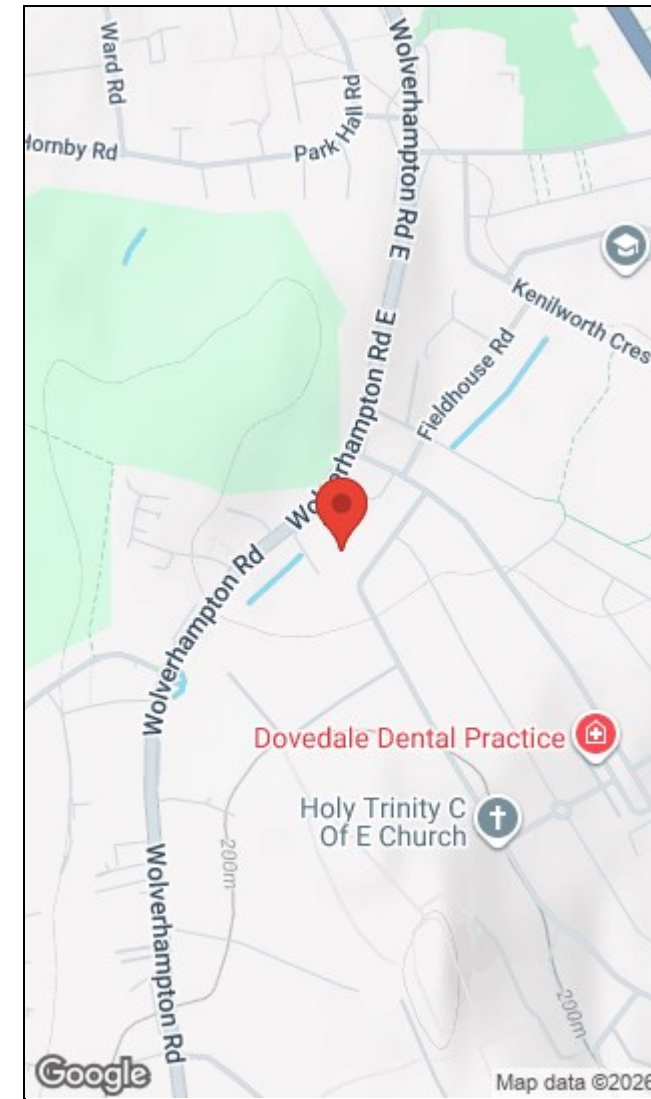 Ward Rd
Hornby Rd
Park Hall Rd
Wolverhampton Rd E
Kenilworth Cres
Fieldhouse Rd
Wolverhampton Rd E
Wolverhampton Rd
Dovedale Dental Practice
Holy Trinity C
Of E Church
200m
Wolverhampton Rd
200m
Google
Map data ©2026